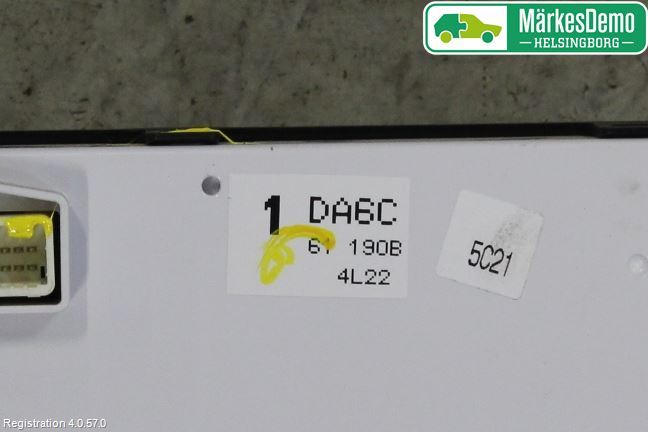 MärkesDemo
HELSINGBORG
1 DA6C
190B
4L22
5C21
Registration 4.0.57.0